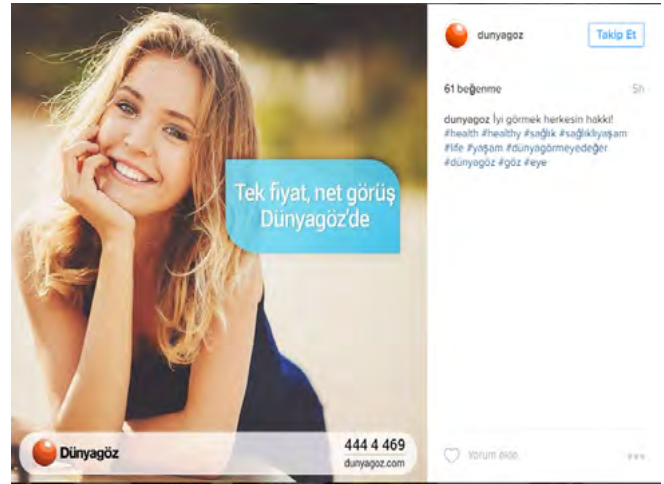 Tek fiyat, net görüş
Dünyagöz'de
Dünyagöz
444 4 469
dunyagoz.com
dunyagoz
Takip Et
61 beğenme
5h
dunyagoz İyi görmek herkesin hakkı!
#health #healthy #sağlık #sağlıklıyaşam
#life #yaşam #dünyagörmeyedeğer
#dünyagöz #göz #eye
Yorum ekle...